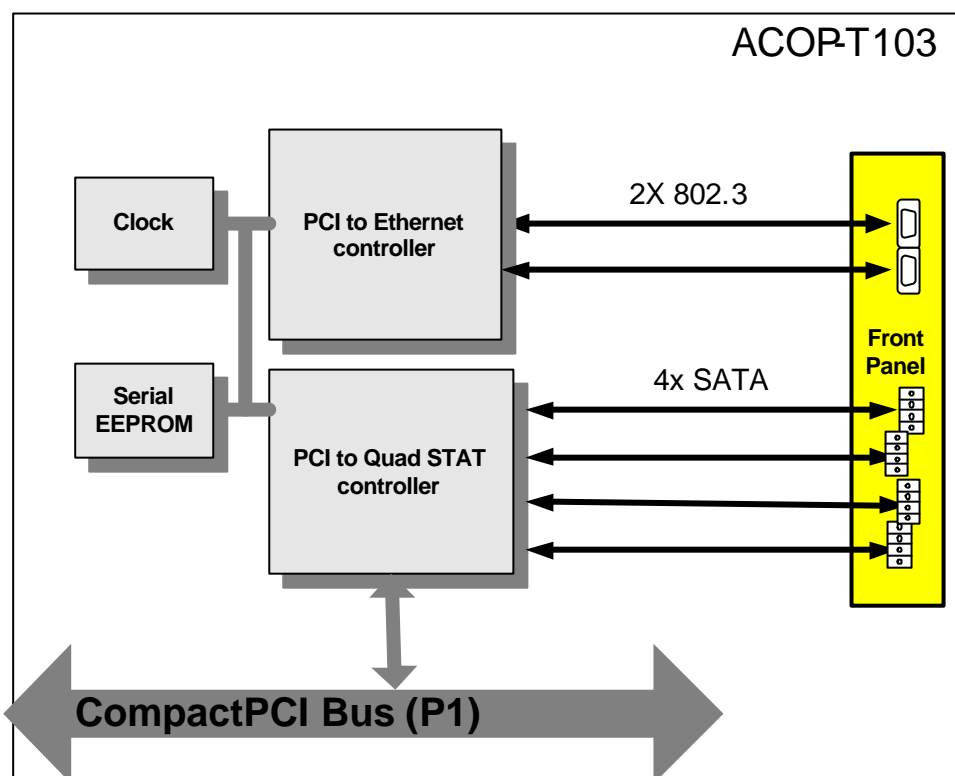 ACOP-T103
Clock
PCI to Ethernet
controller
2X 802.3
Front
Panel
Serial
EEPROM
4x SATA
PCI to Quad STAT
controller
CompactPCI Bus (P1)